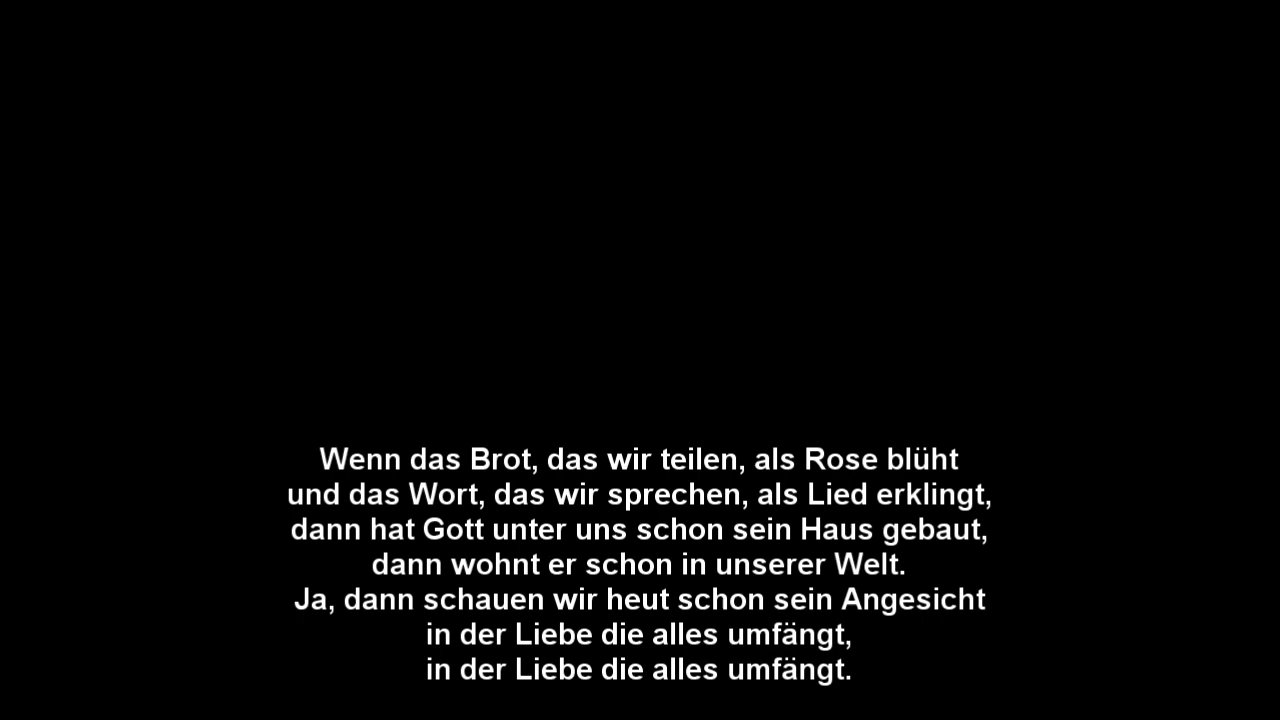 Wenn das Brot, das wir teilen, als Rose blüht
und das Wort, das wir sprechen, als Lied erklingt,
dann hat Gott unter uns schon sein Haus gebaut,
dann wohnt er schon in unserer Welt.
Ja, dann schauen wir heut schon sein Angesicht
in der Liebe die alles umfängt,
in der Liebe die alles umfängt.